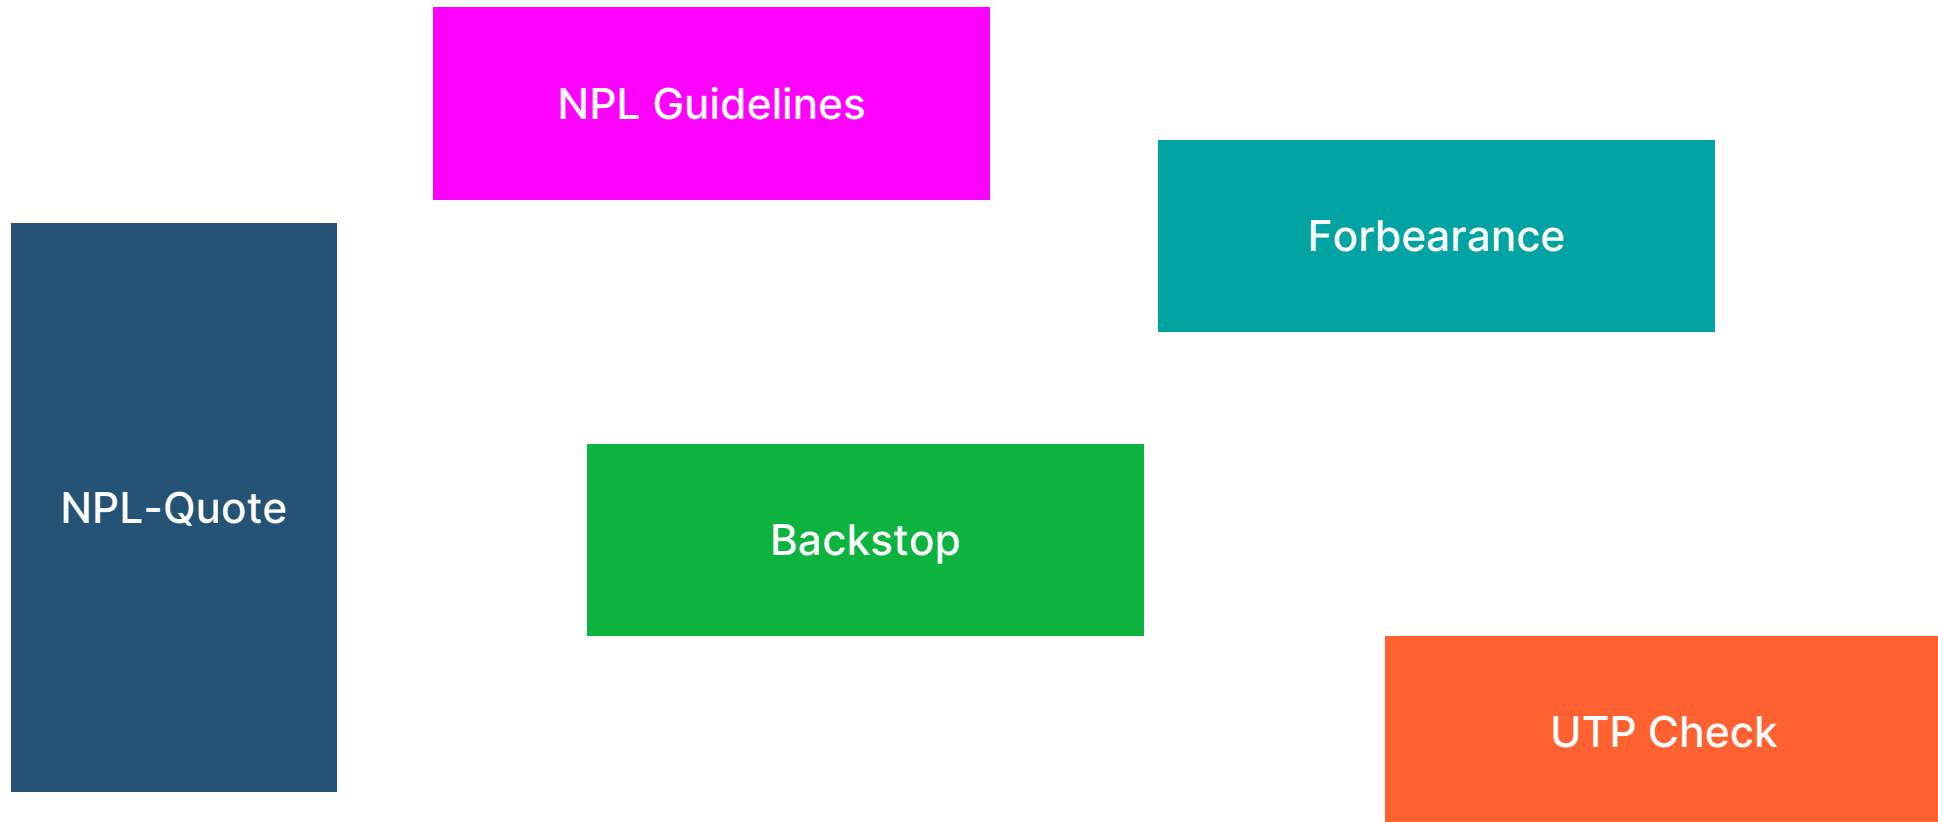 NPL Guidelines
Forbearance
NPL-Quote
Backstop
UTP Check